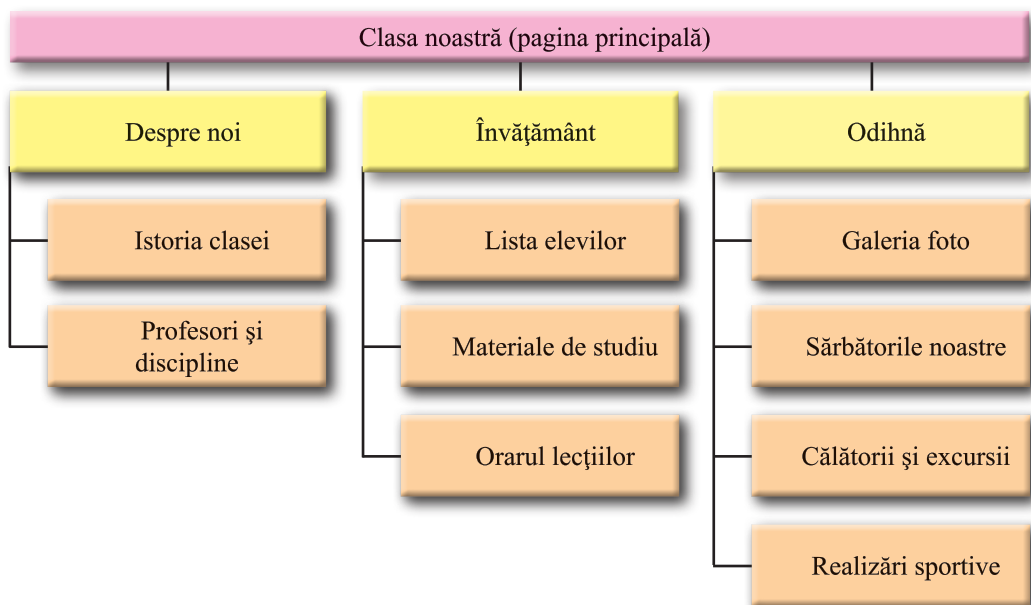 Clasa noastră (pagina principală)
Despre noi
Istoria clasei
Profesori şi
discipline
Învăţământ
Lista elevilor
Materiale de studiu
Orarul lecţiilor
Odihnă
Galeria foto
Sărbătorile noastre
Călătorii şi excursii
Realizări sportive